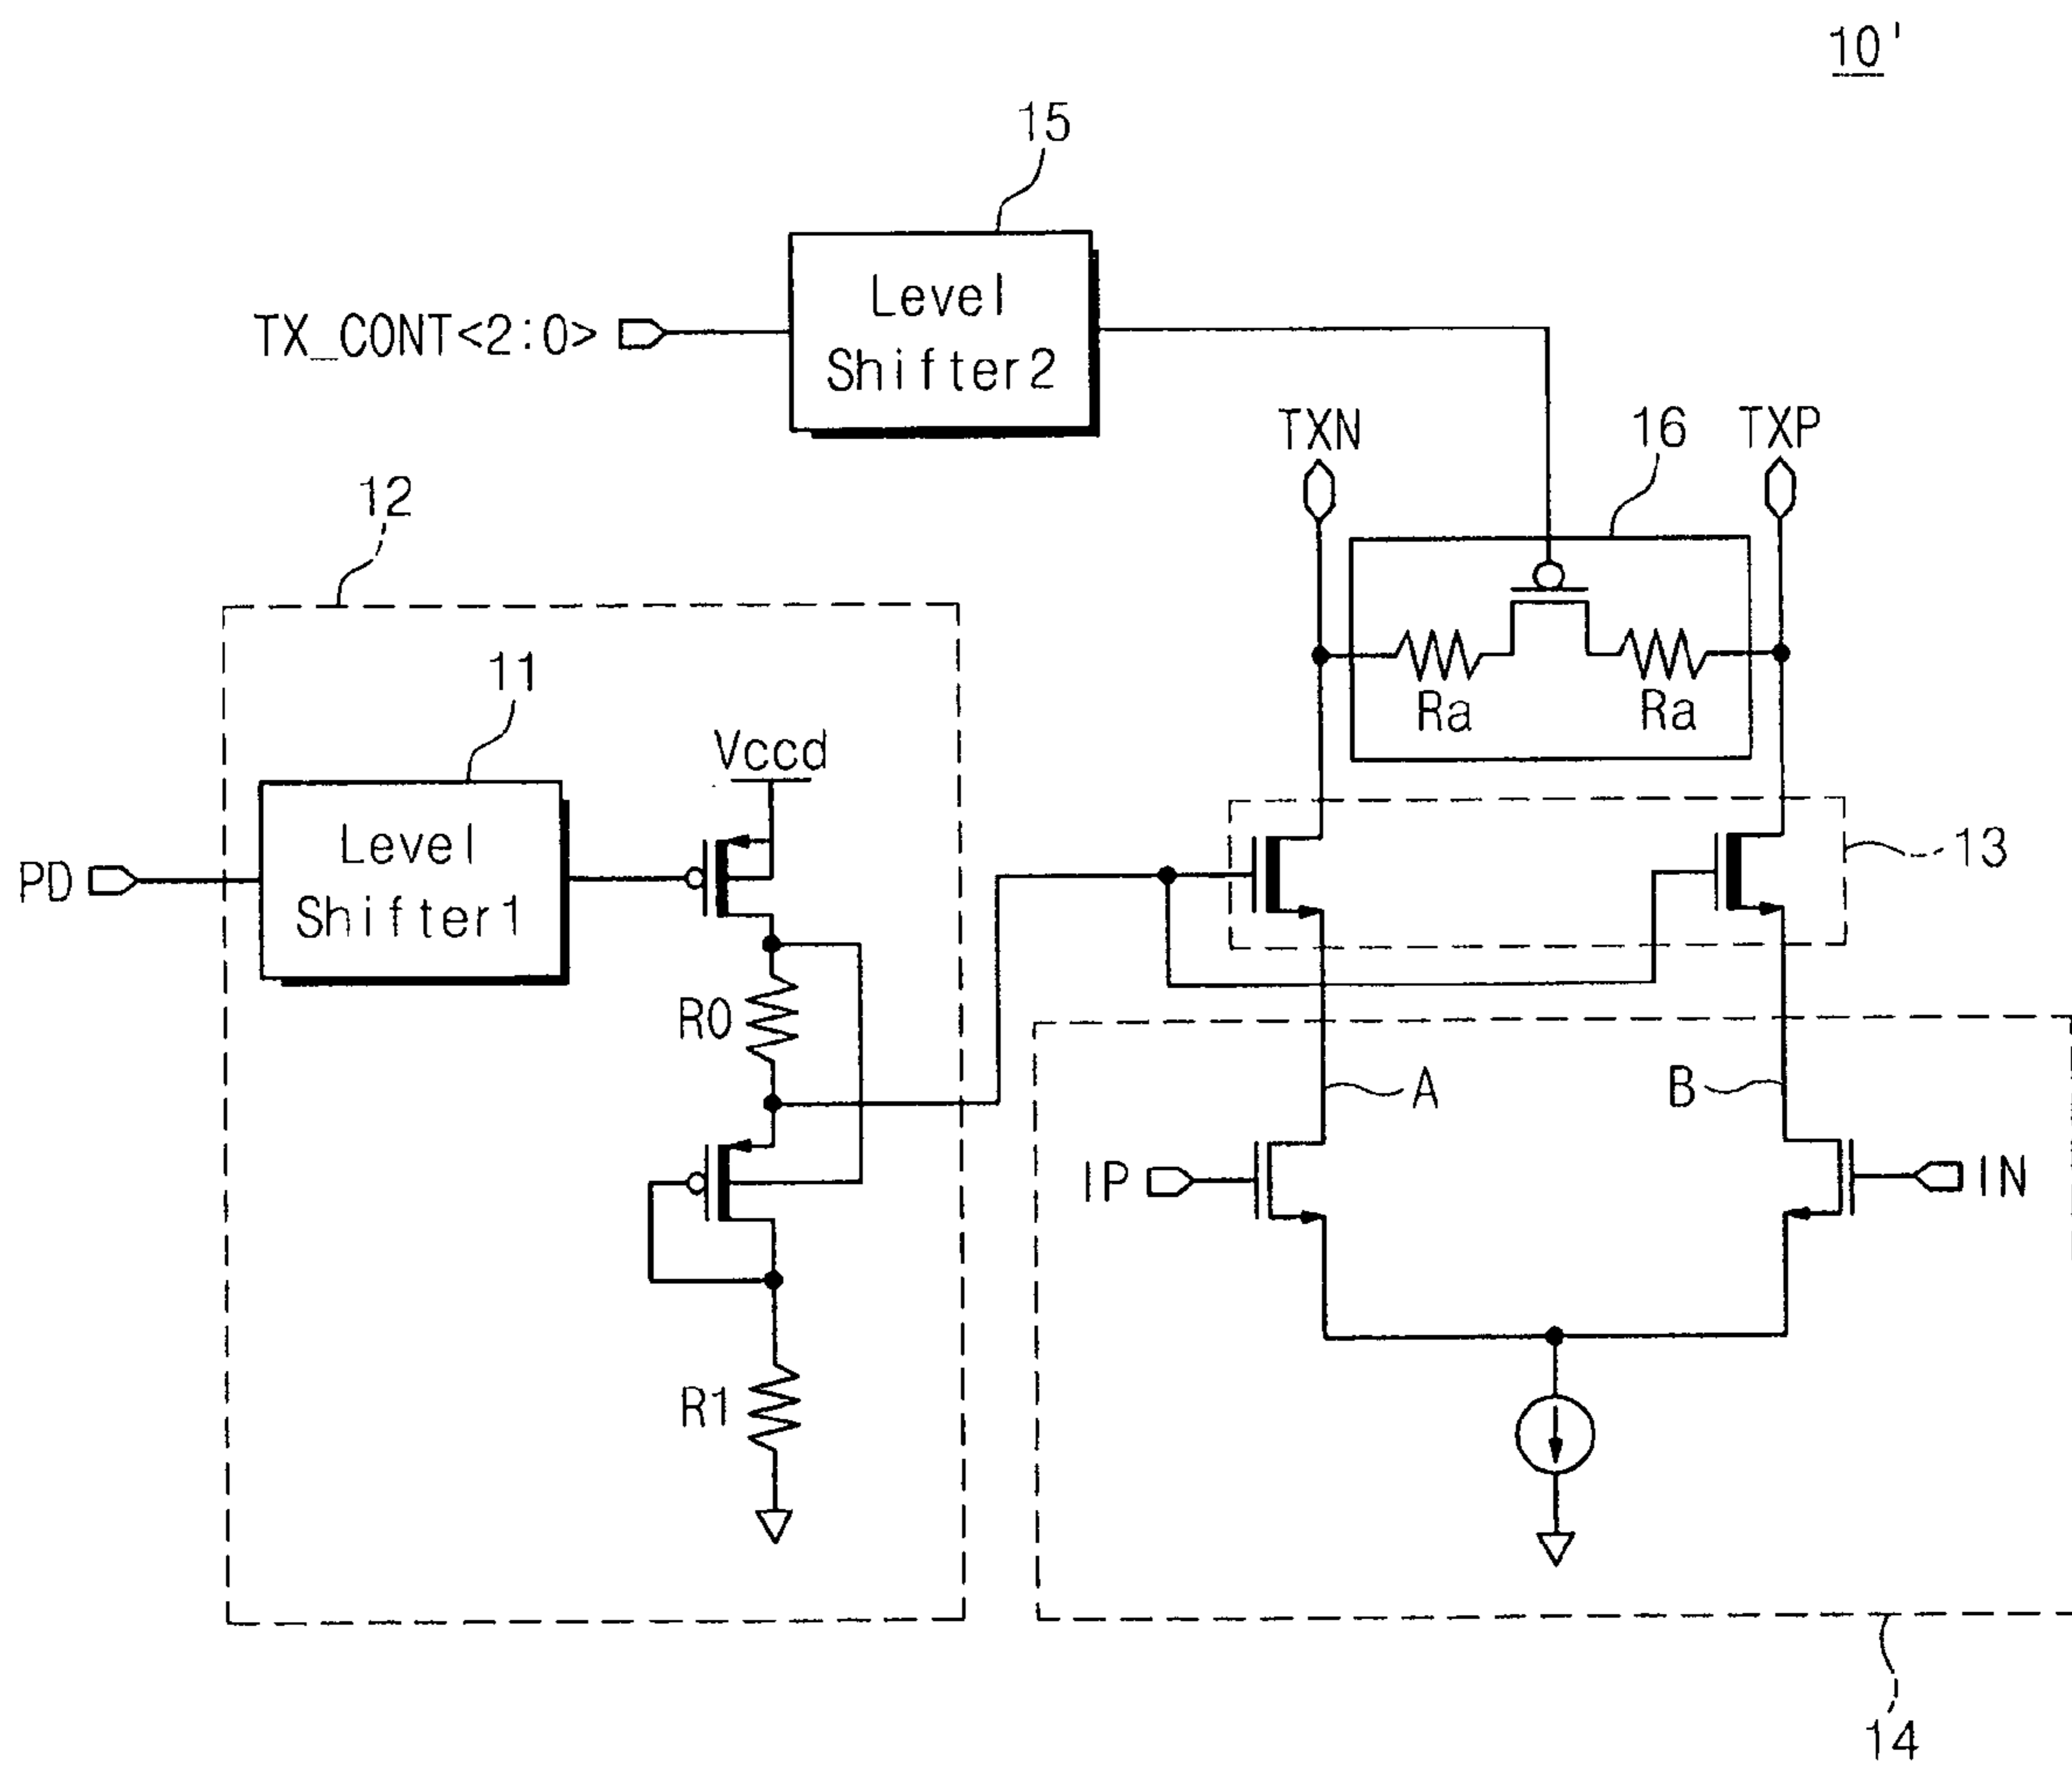 10'
15
Level
Shifter2
TX_CONT<2:0>
TXN
16
TXP
12
11
Vccd
Level
Shifter1
PD
Ra
Ra
13
R0
A
B
IP
IN
R1
14